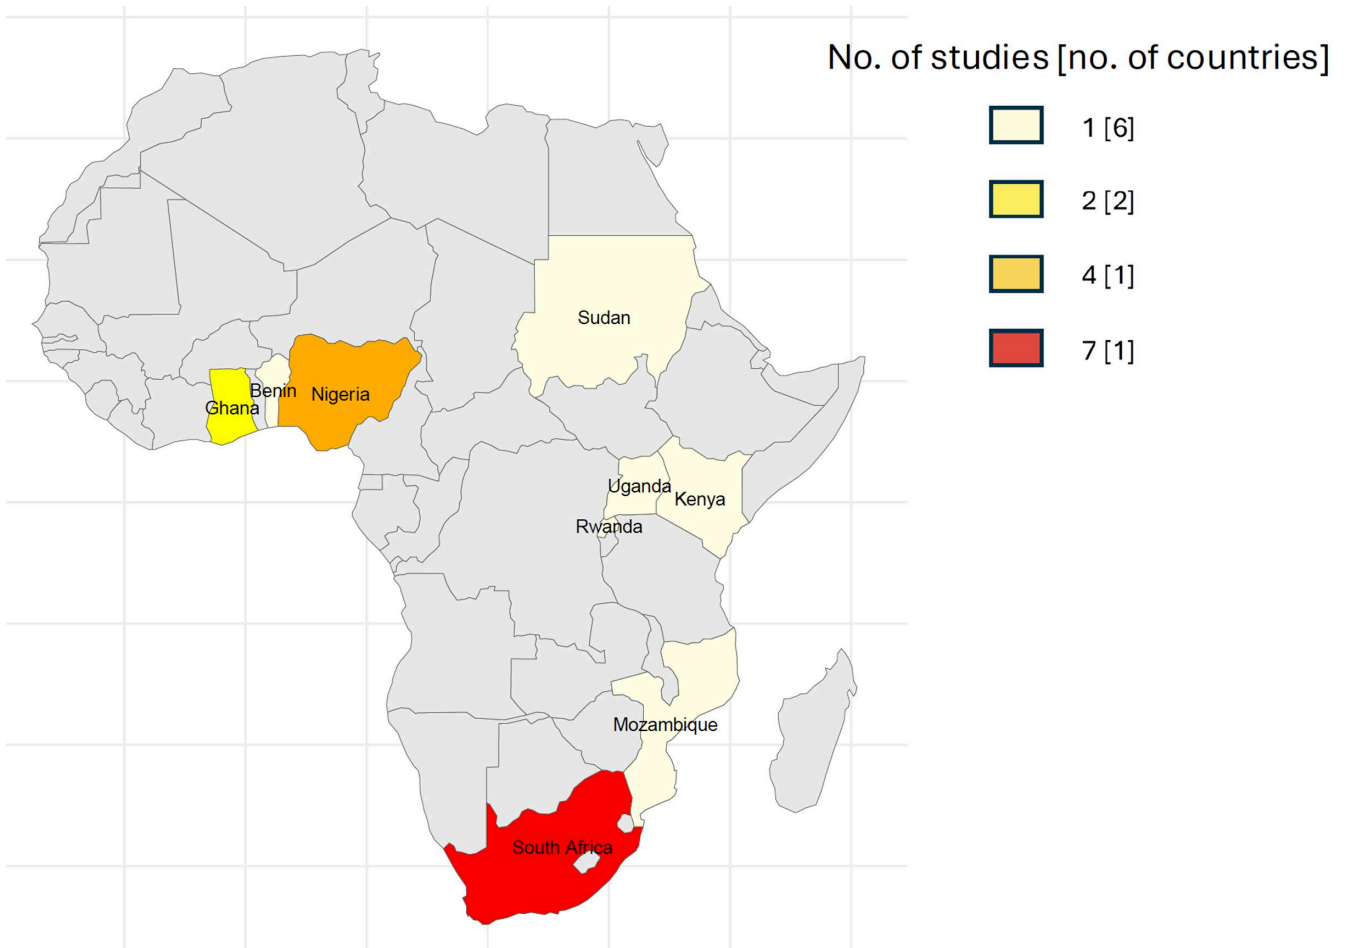 No. of studies [no. of countries]
1 [6]
2 [2]
4 [1]
7 [1]
Sudan
Benin
Nigeria
Ghana
Uganda
Kenya
Rwanda
Mozambique
South Africa